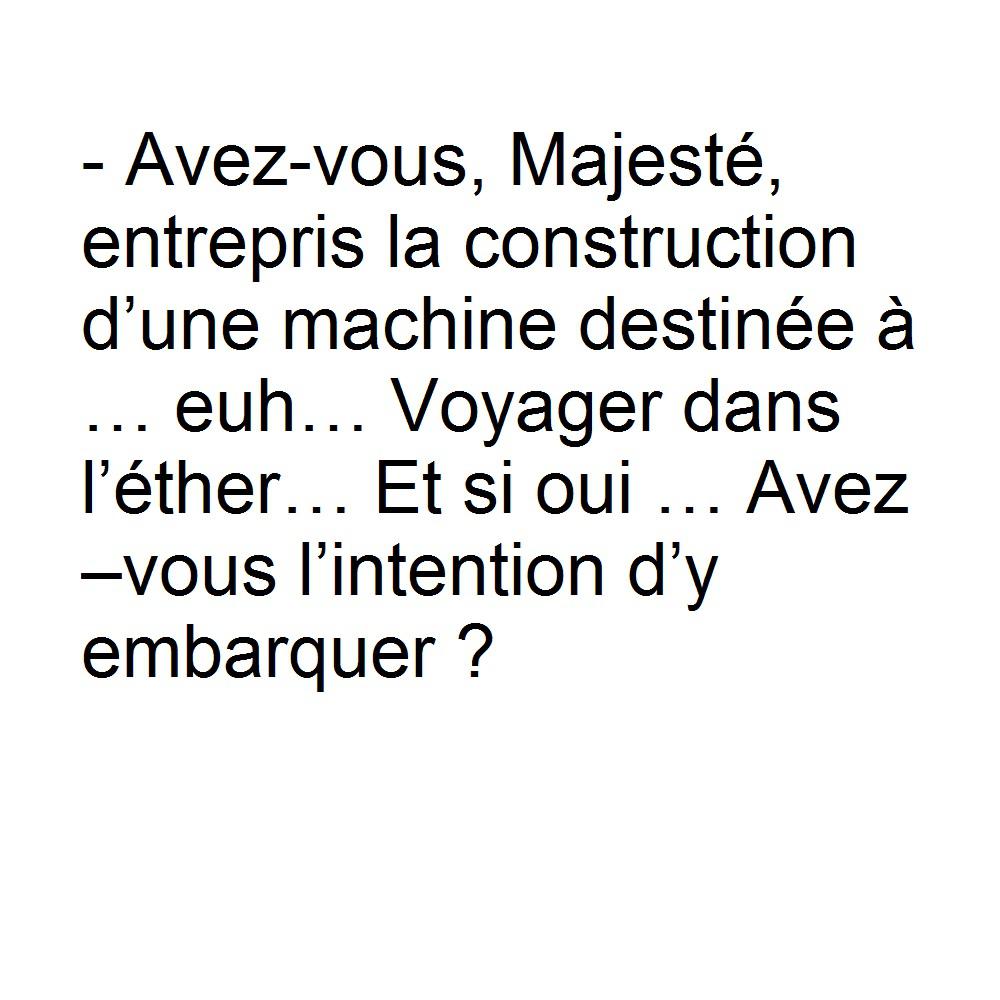 - Avez-vous, Majesté,
entrepris la construction
d’une machine destinée à
… euh… Voyager dans
l’éther… Et si oui … Avez
–vous l’intention d’y
embarquer ?